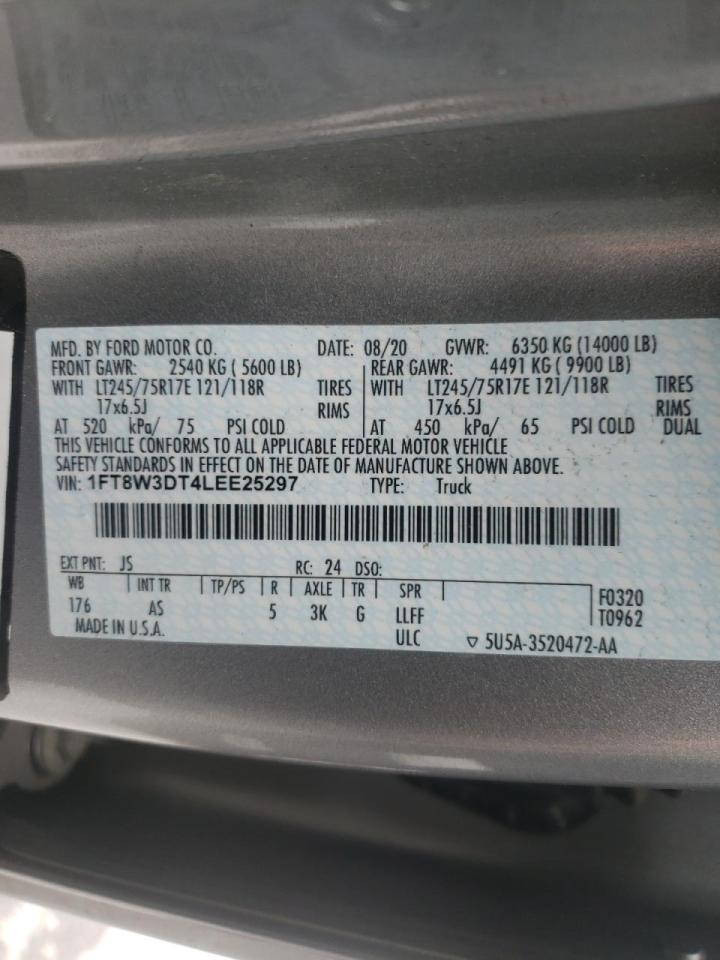 MFD. BY FORD MOTOR CO. DATE: 08/20 GVWR: 6350 KG (14000 LB)
FRONT GAWR: 2540 KG ( 5600 LB) REAR GAWR: 4491 KG ( 9900 LB)
WITH LT245/75R17E 121/118R TIRES WITH LT245/75R17E 121/118R TIRES
17x6.5J RIMS 17x6.5J RIMS
AT 520 kPa/ 75 PSI COLD AT 450 kPa/ 65 PSI COLD DUAL
THIS VEHICLE CONFORMS TO ALL APPLICABLE FEDERAL MOTOR VEHICLE
SAFETY STANDARDS IN EFFECT ON THE DATE OF MANUFACTURE SHOWN ABOVE.
VIN: 1FT8W3DT4LEE25297 TYPE: Truck
EXT PNT: JS RC: 24 DSO:
WB INT TR TP/PS R AXLE TR SPR F0320
176 AS 5 3K G LLFF T0962
MADE IN U.S.A. ULC ▽ 5U5A-3520472-AA